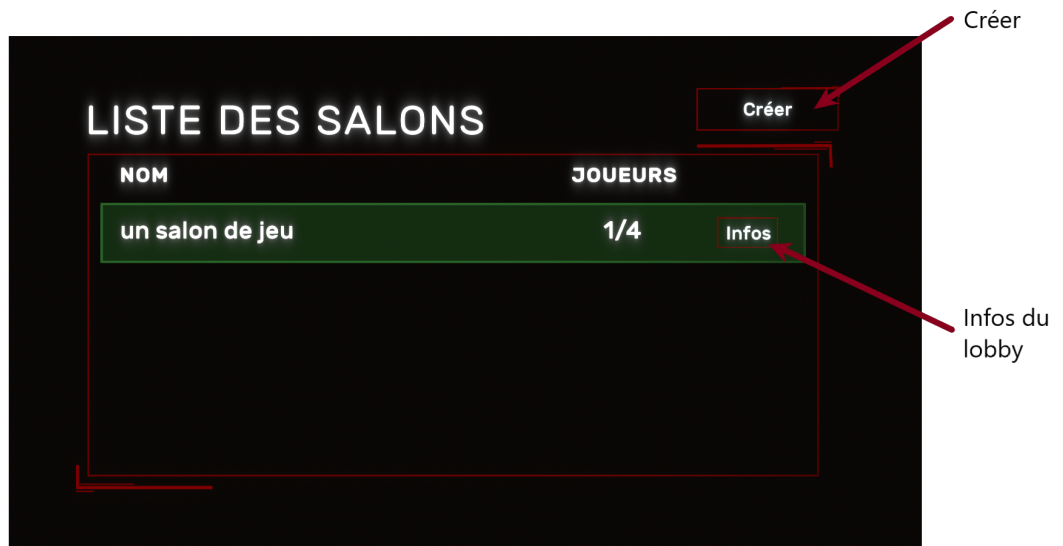 Créer
LISTE DES SALONS
Créer
NOM JOUEURS
un salon de jeu 1/4 Infos
Infos du
lobby